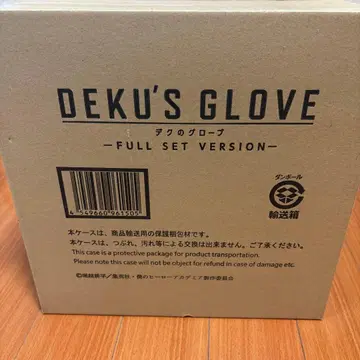 DEKU'S GLOVE
デクのグローブ
—FULL SET VERSION—
ダンボール
輸送箱
4 549660 961505
本ケースは、商品輸送用の保護梱包材です。
本ケースは、つぶれ、汚れ等による交換は出来ません。ご了承ください。
This case is a protective package for product transportation.
Please note this case will not be object for refund in case of damage etc.
©堀越耕平／集英社・僕のヒーローアカデミア製作委員会